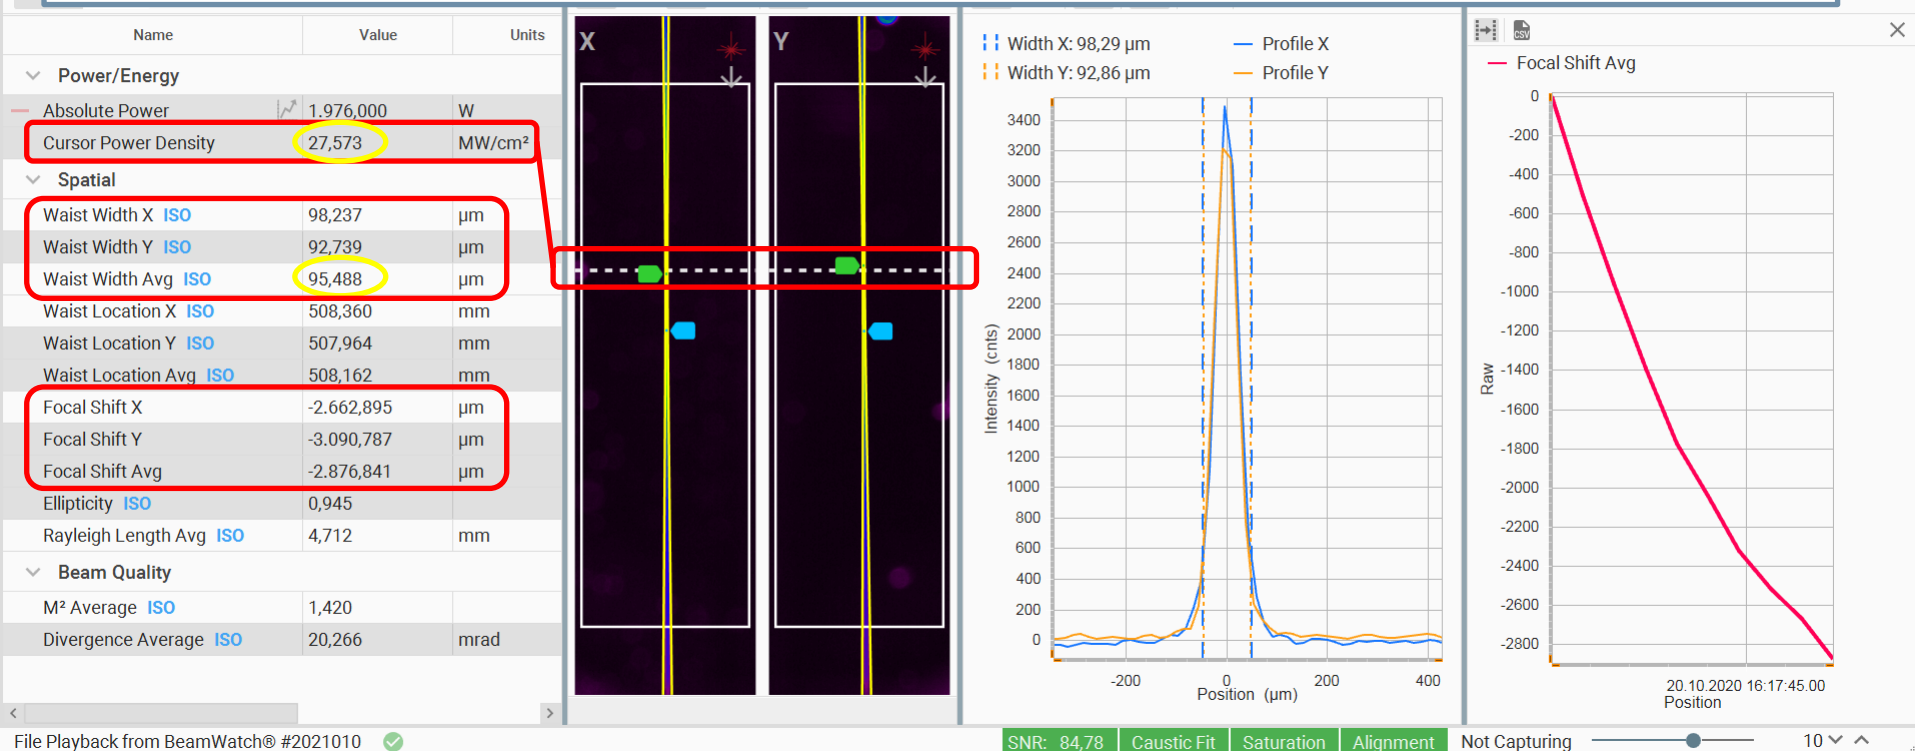 Name Value Units
Power/Energy
Absolute Power 1.976,000 W
Cursor Power Density 27,573 MW/cm²
Spatial
Waist Width X ISO 98,237 µm
Waist Width Y ISO 92,739 µm
Waist Width Avg ISO 95,488 µm
Waist Location X ISO 508,360 mm
Waist Location Y ISO 507,964 mm
Waist Location Avg ISO 508,162 mm
Focal Shift X -2.662,895 µm
Focal Shift Y -3.090,787 µm
Focal Shift Avg -2.876,841 µm
Ellipticity ISO 0,945
Rayleigh Length Avg ISO 4,712 mm
Beam Quality
M² Average ISO 1,420
Divergence Average ISO 20,266 mrad
X
Y
Width X: 98,29 µm Profile X
Width Y: 92,86 µm Profile Y
Intensity (cnts)
3400
3200
3000
2800
2600
2400
2200
2000
1800
1600
1400
1200
1000
800
600
400
200
0
-200 0 200 400
Position (µm)
CSV
Focal Shift Avg
Raw
0
-200
-400
-600
-800
-1000
-1200
-1400
-1600
-1800
-2000
-2200
-2400
-2600
-2800
20.10.2020 16:17:45.00
Position
File Playback from BeamWatch® #2021010
SNR: 84,78 Caustic Fit Saturation Alignment Not Capturing 10